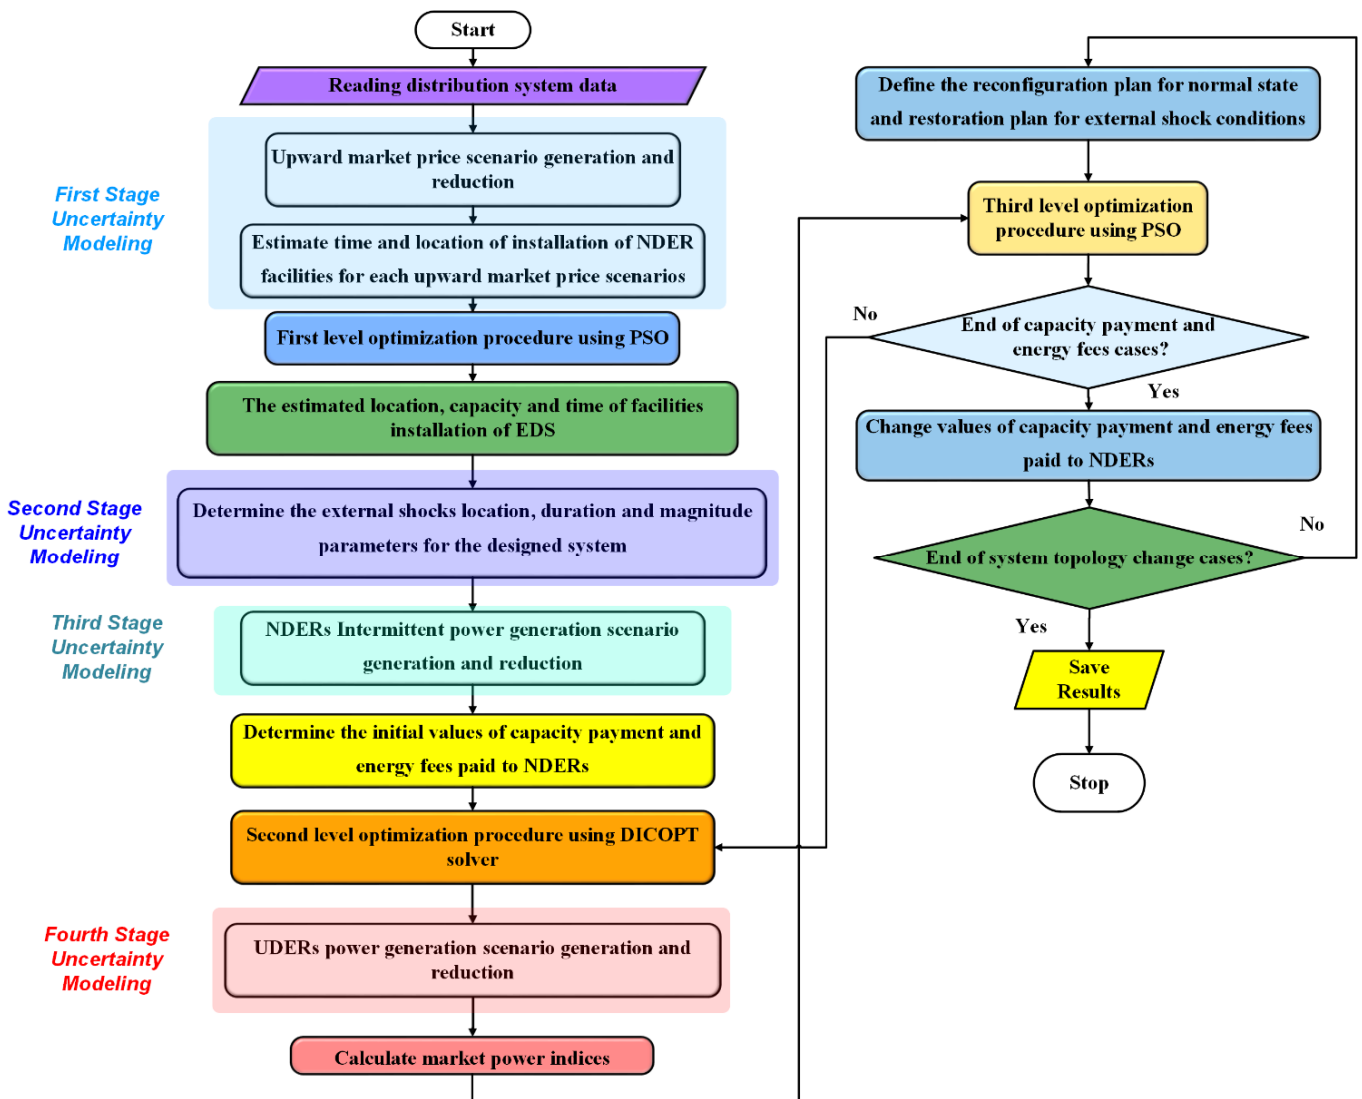 Start
Reading distribution system data
First Stage
Uncertainty
Modeling
Upward market price scenario generation and
reduction
Estimate time and location of installation of NDER
facilities for each upward market price scenarios
First level optimization procedure using PSO
The estimated location, capacity and time of facilities
installation of EDS
Second Stage
Uncertainty
Modeling
Determine the external shocks location, duration and magnitude
parameters for the designed system
Third Stage
Uncertainty
Modeling
NDERs Intermittent power generation scenario
generation and reduction
Determine the initial values of capacity payment and
energy fees paid to NDERs
Second level optimization procedure using DICOPT
solver
Fourth Stage
Uncertainty
Modeling
UDERs power generation scenario generation and
reduction
Calculate market power indices
Define the reconfiguration plan for normal state
and restoration plan for external shock conditions
Third level optimization
procedure using PSO
No
End of capacity payment and
energy fees cases?
Yes
Change values of capacity payment and energy fees
paid to NDERs
No
End of system topology change cases?
Yes
Save
Results
Stop